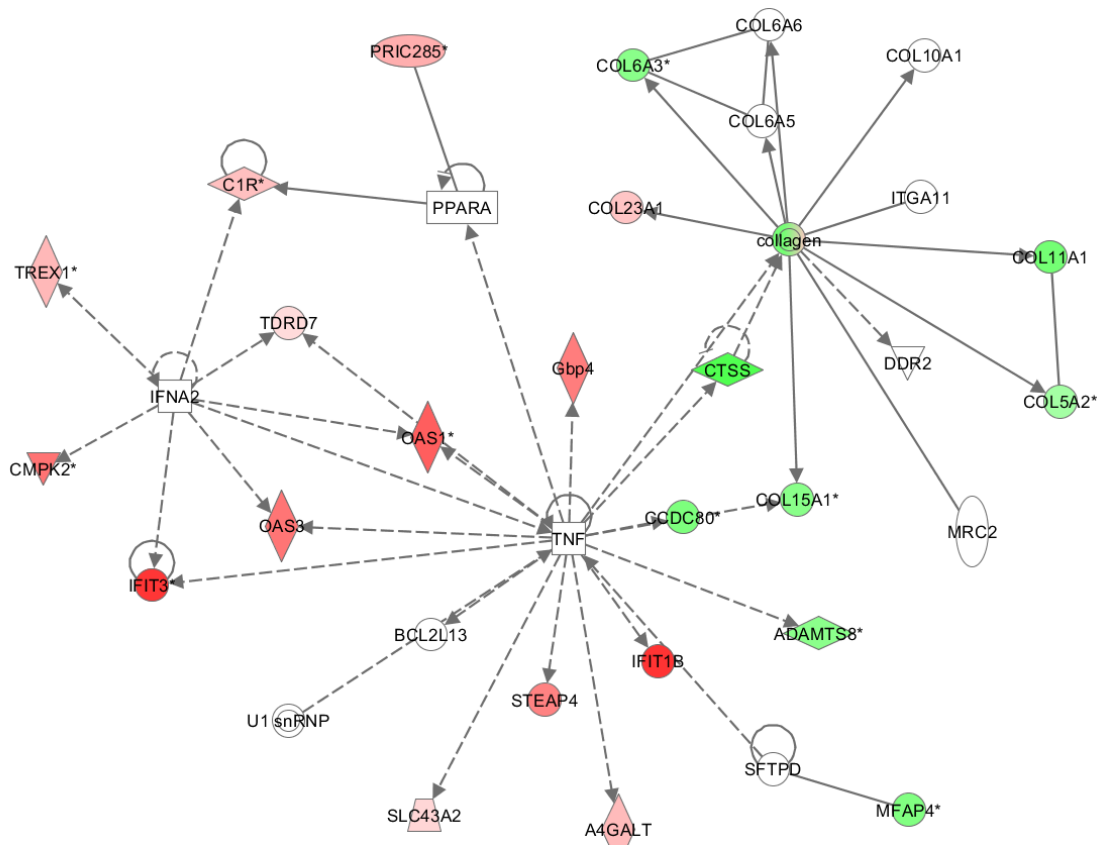 COL6A6
PRIC285*
COL6A3*
COL10A1
COL6A5
C1R*
PPARA
COL23A1
ITGA11
collagen
COL11A1
TREX1*
TDRD7
Gbp4
CTSS
DDR2
IFNA2
COL5A2*
OAS1*
CMPK2*
COL15A1*
OAS3
CCDC80*
TNF
MRC2
IFIT3*
BCL2L13
ADAMTS8*
IFIT1B
STEAP4
U1 snRNP
SFTPD
MFAP4*
SLC43A2
A4GALT